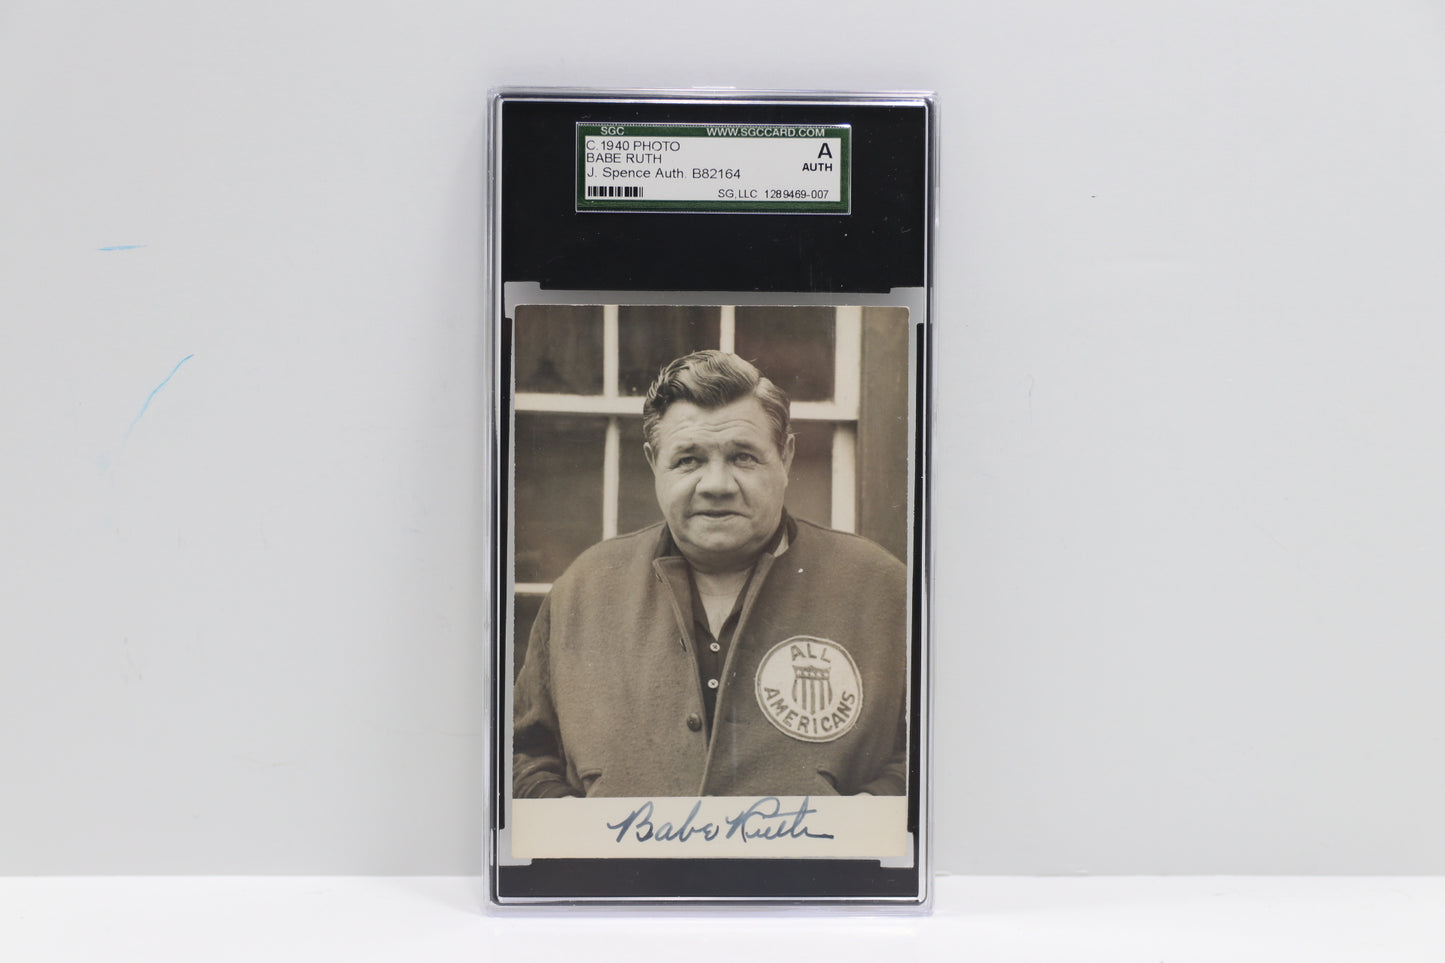 SGC WWW.SGCCARD.COM
C.1940 PHOTO
BABE RUTH
A
AUTH
J. Spence Auth. B82164
SG,LLC 1289469-007
ALL
AMERICANS
Babe Ruth